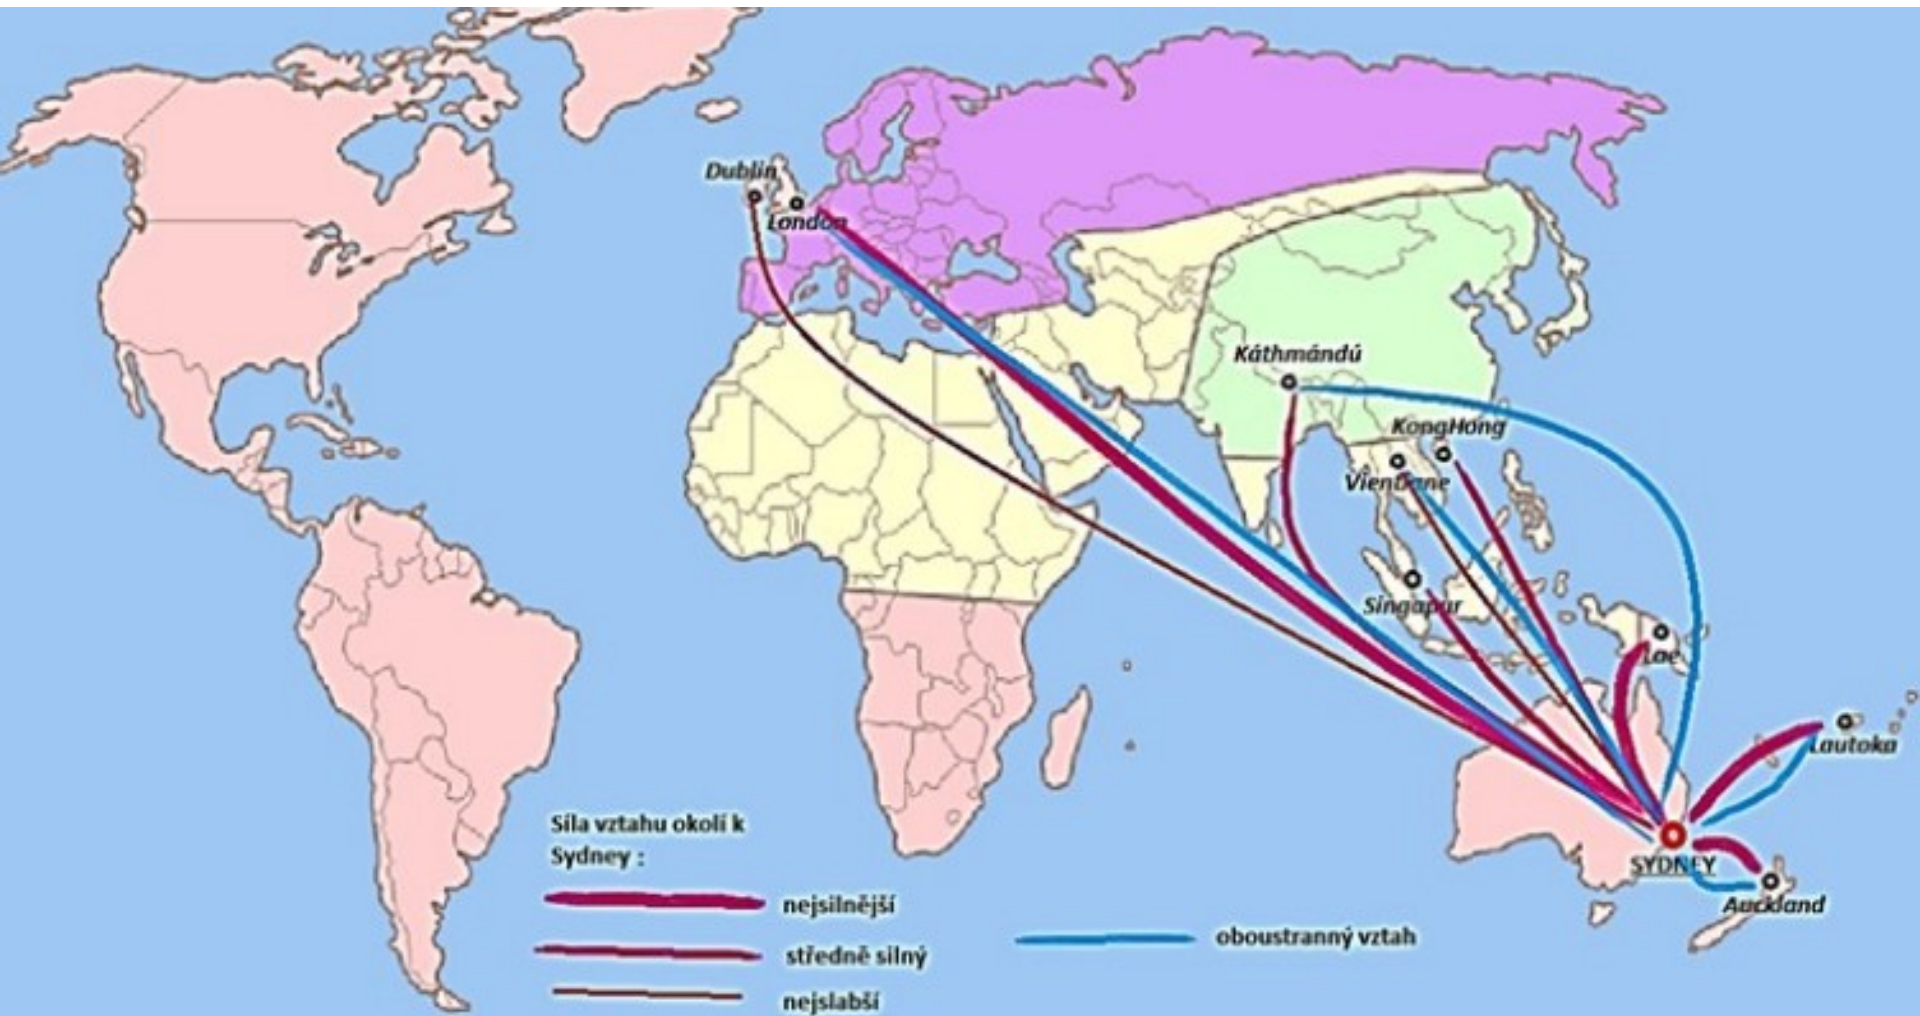 Dublin
London
Káthmándú
KongHong
Vientiane
Singapur
Lae
Lautoka
SYDNEY
Auckland
Síla vztahu okolí k
Sydney :
nejsilnější
středně silný
nejslabší
oboustranný vztah